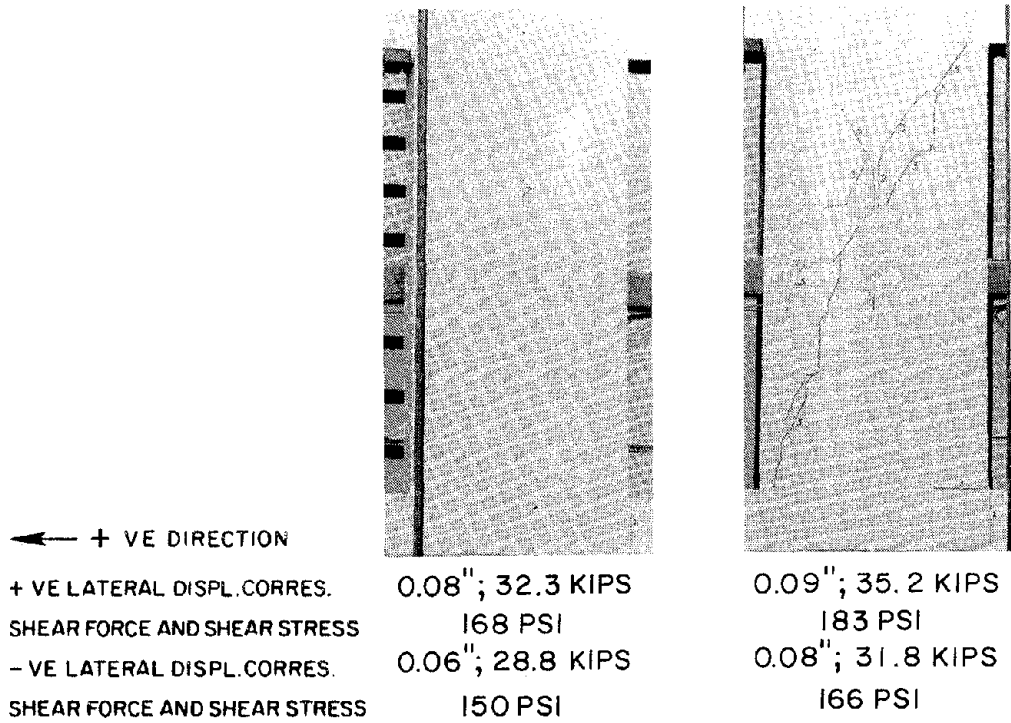 ← + VE DIRECTION
+ VE LATERAL DISPL.CORRES. 0.08"; 32.3 KIPS 0.09"; 35.2 KIPS
SHEAR FORCE AND SHEAR STRESS 168 PSI 183 PSI
- VE LATERAL DISPL.CORRES. 0.06"; 28.8 KIPS 0.08"; 31.8 KIPS
SHEAR FORCE AND SHEAR STRESS 150 PSI 166 PSI